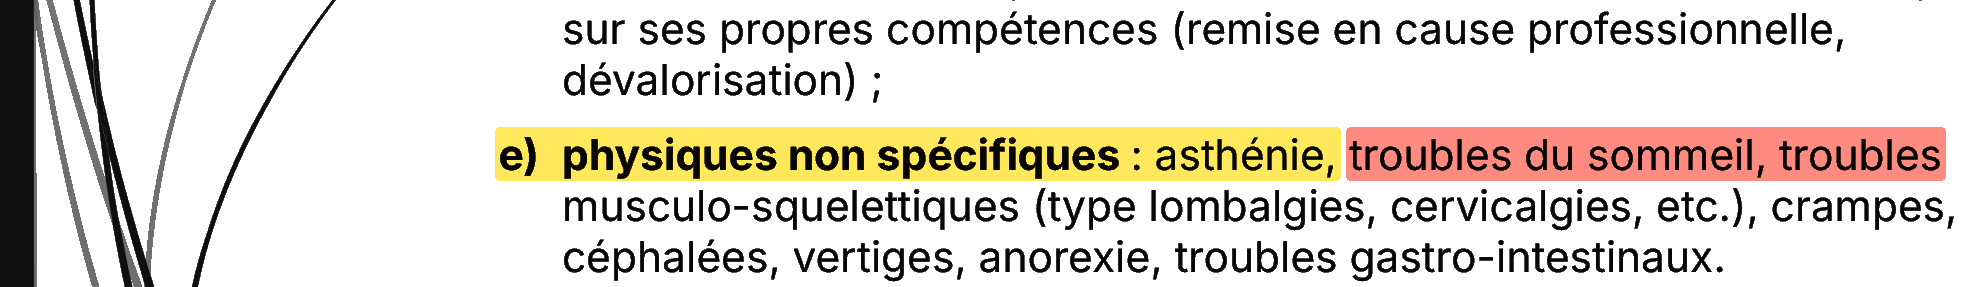 sur ses propres compétences (remise en cause professionnelle,
dévalorisation) ;
e) physiques non spécifiques : asthénie, troubles du sommeil, troubles
musculo-squelettiques (type lombalgies, cervicalgies, etc.), crampes,
céphalées, vertiges, anorexie, troubles gastro-intestinaux.